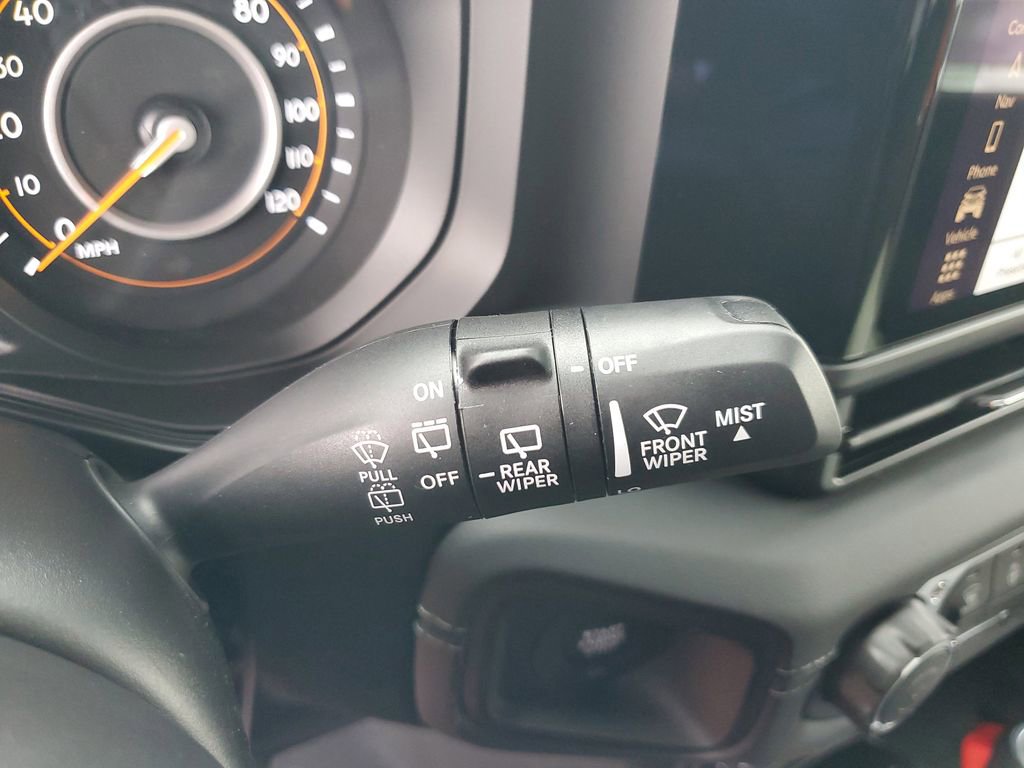 40
80
30
90
100
110
10
120
0
MPH
Nav
Phone
Vehicle
Apps
ON
OFF
PULL
PUSH
OFF
REAR
WIPER
FRONT
WIPER
MIST